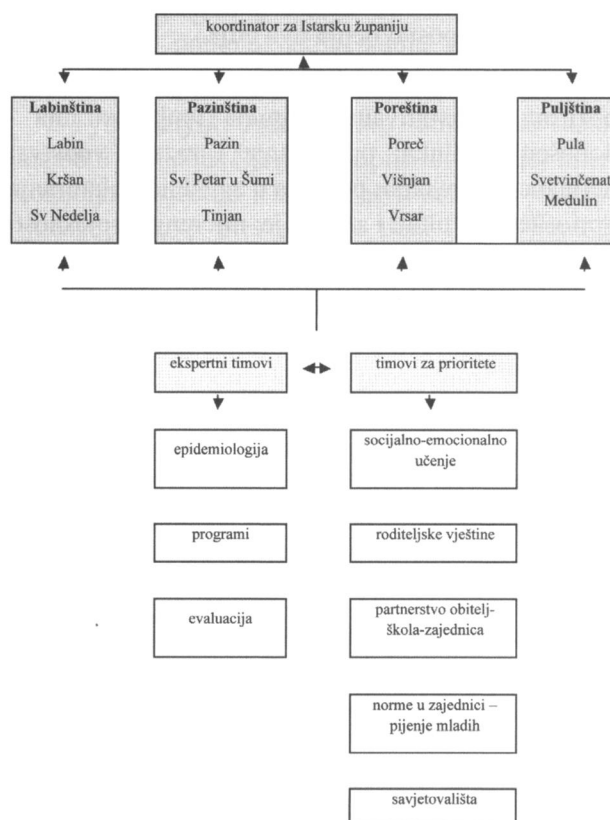 koordinator za Istarsku županiju
Labinština
Labin
Kršan
Sv Nedelja
Pazinština
Pazin
Sv. Petar u Šumi
Tinjan
Poreština
Poreč
Višnjan
Vrsar
Puljština
Pula
Svetvinčenat
Medulin
ekspertni timovi
timovi za prioritete
epidemiologija
socijalno-emocionalno
učenje
programi
roditeljske vještine
evaluacija
partnerstvo obitelj-
škola-zajednica
norme u zajednici –
pijenje mladih
savjetovališta